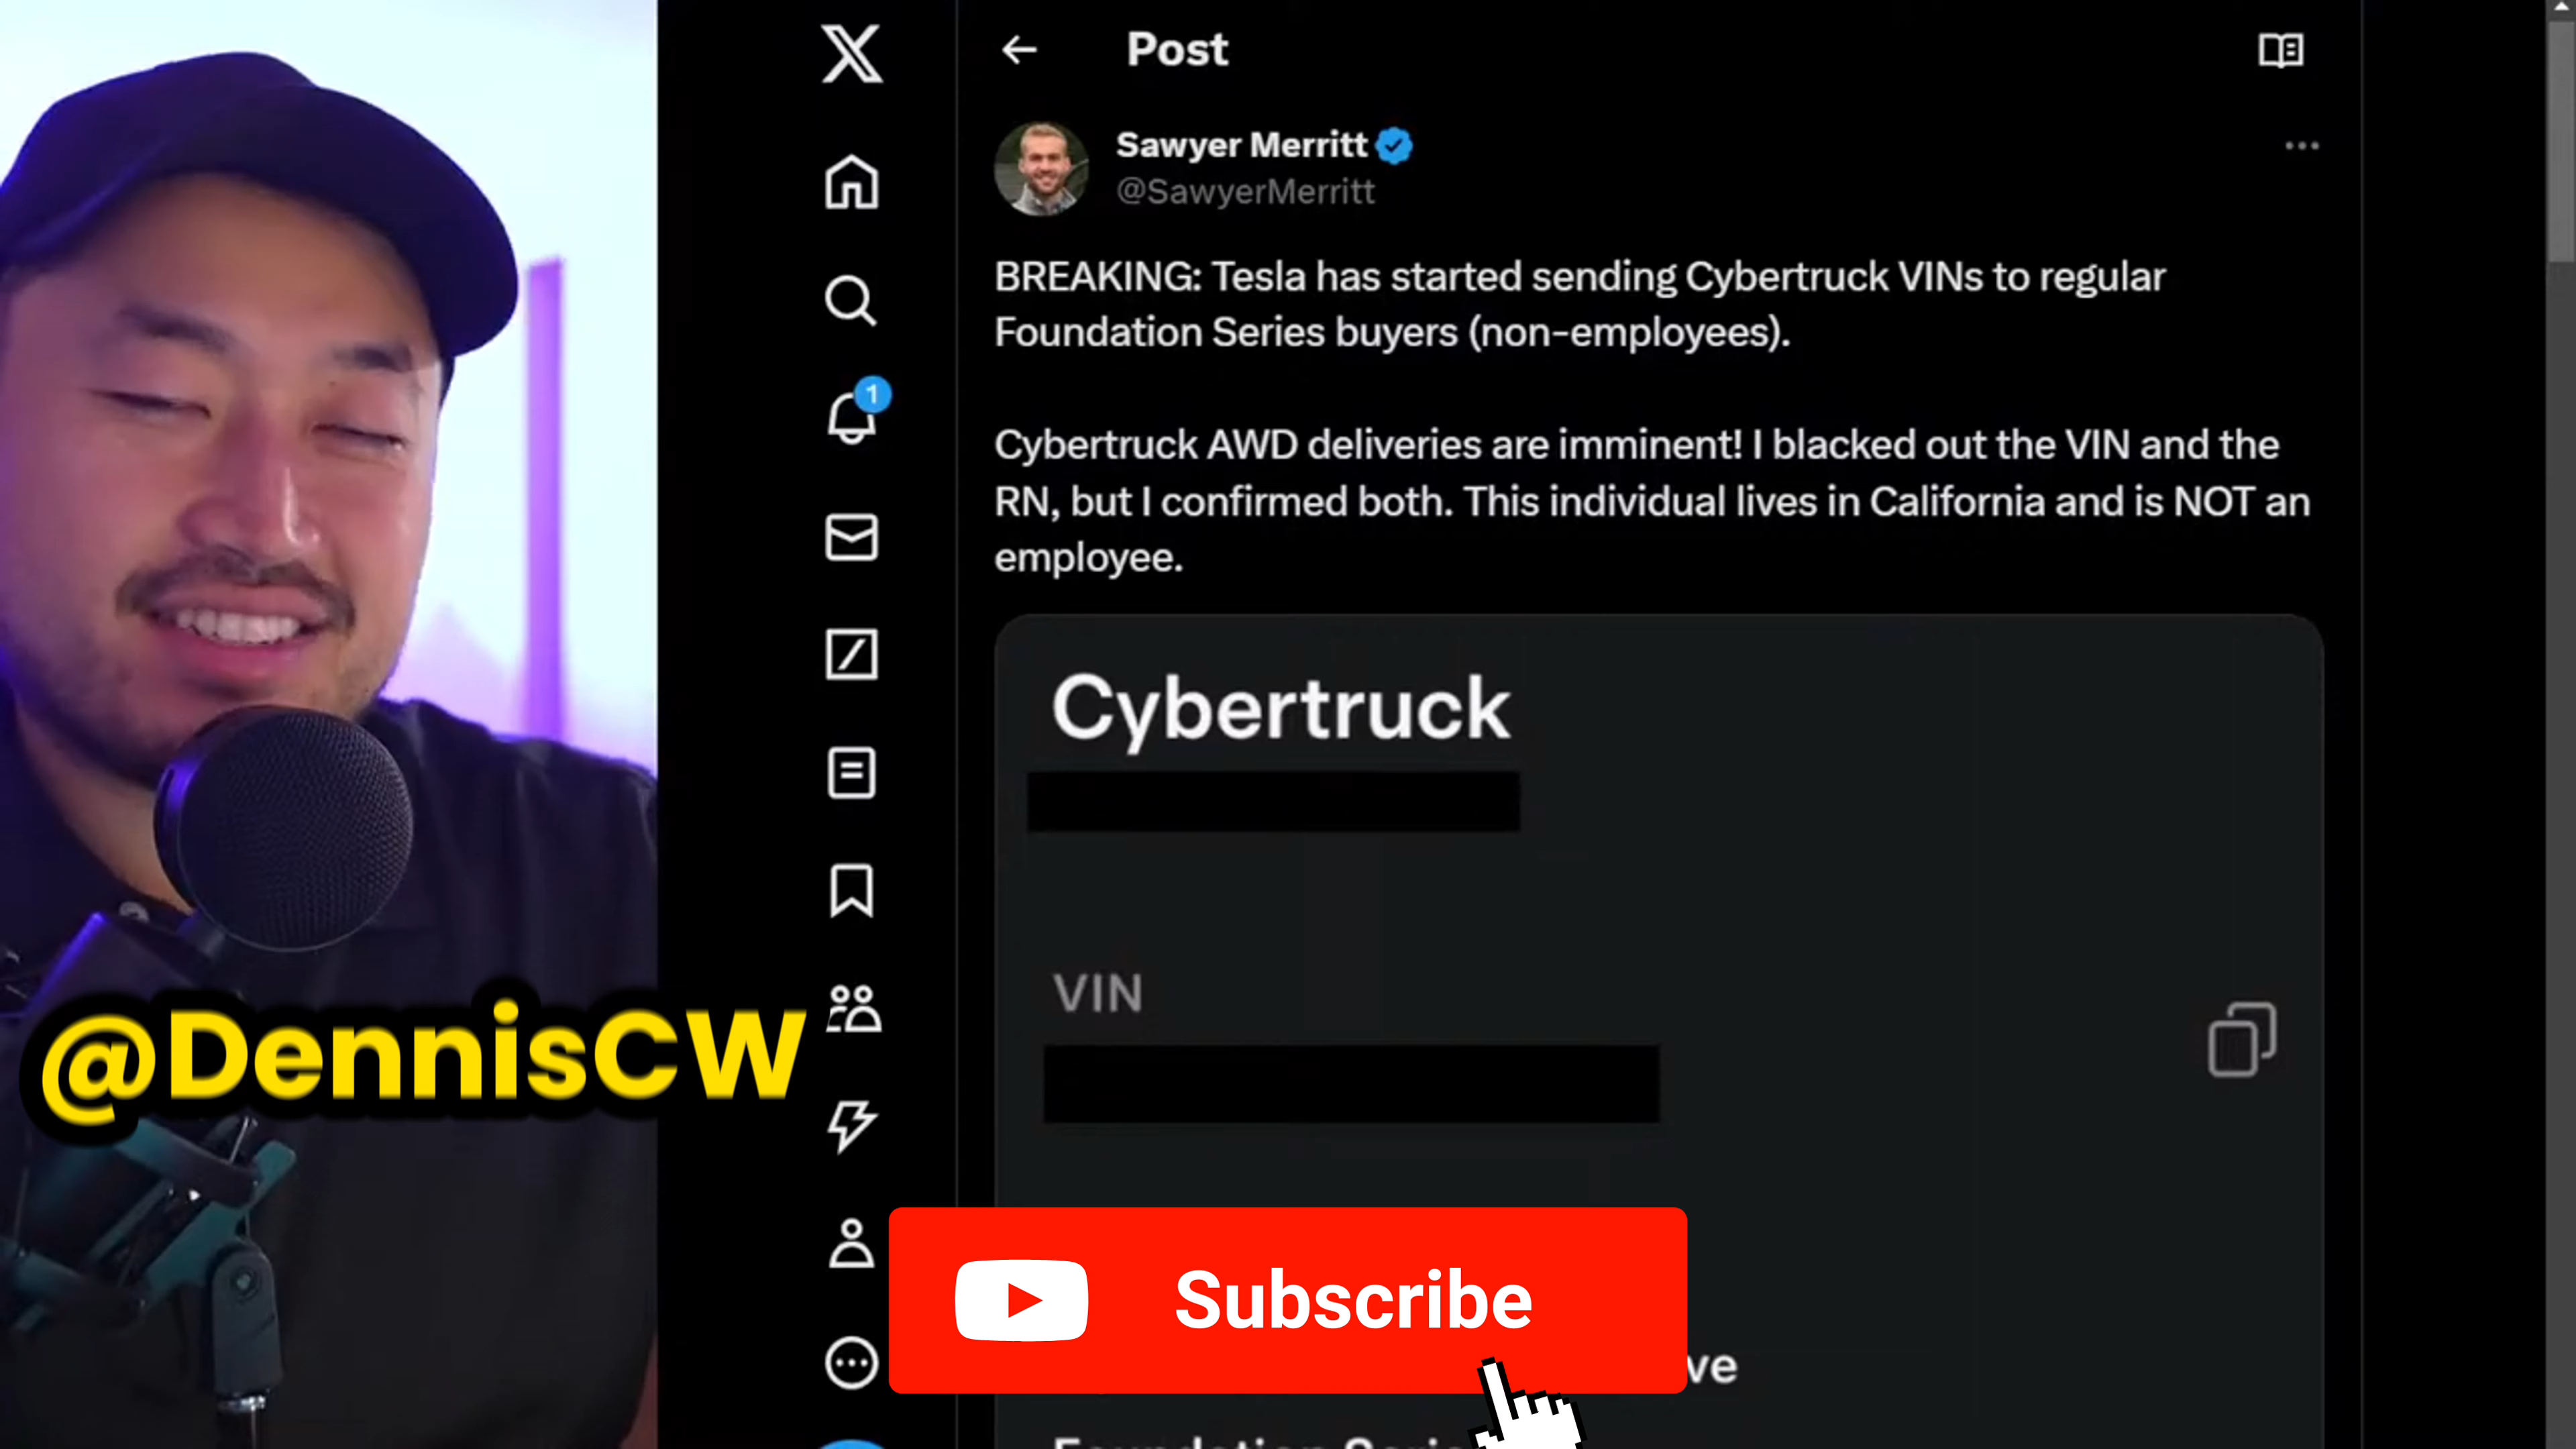 Post
Sawyer Merritt
@SawyerMerritt
BREAKING: Tesla has started sending Cybertruck VINs to regular
Foundation Series buyers (non-employees).
1
Cybertruck AWD deliveries are imminent! I blacked out the VIN and the
RN, but I confirmed both. This individual lives in California and is NOT an
employee.
Cybertruck
VIN
@DennisCW
Subscribe
ve